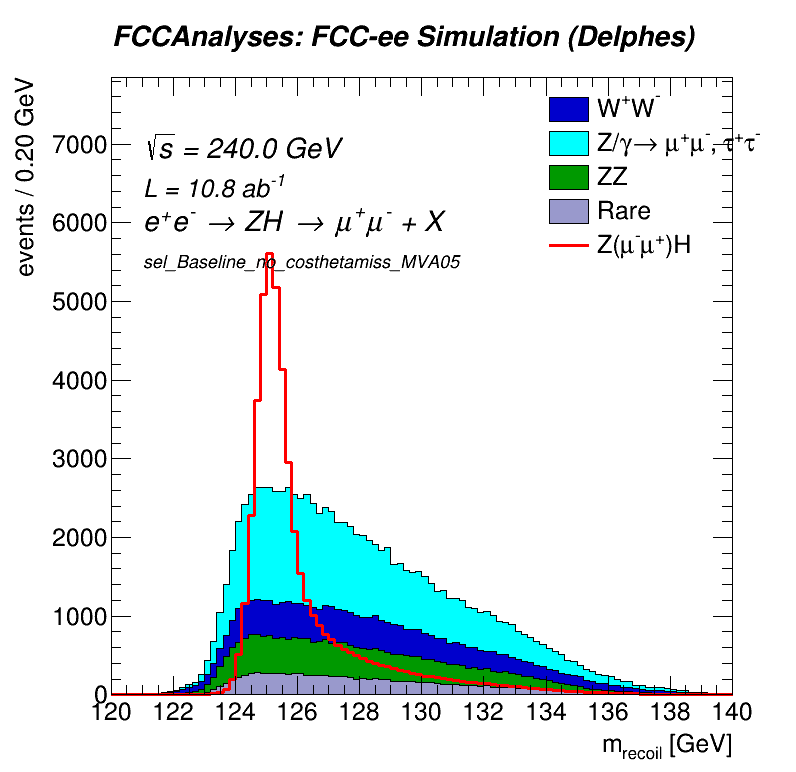 FCCAnalyses: FCC-ee Simulation (Delphes)
events / 0.20 GeV
√s = 240.0 GeV
L = 10.8 ab⁻¹
e⁺e⁻ → ZH → μ⁺μ⁻ + X
sel_Baseline_no_costhetamiss_MVA05
W⁺W⁻
Z/γ→ μ⁺μ⁻, τ⁺τ⁻
ZZ
Rare
Z(μ⁻μ⁺)H
7000
6000
5000
4000
3000
2000
1000
0
120 122 124 126 128 130 132 134 136 138 140
m_recoil [GeV]